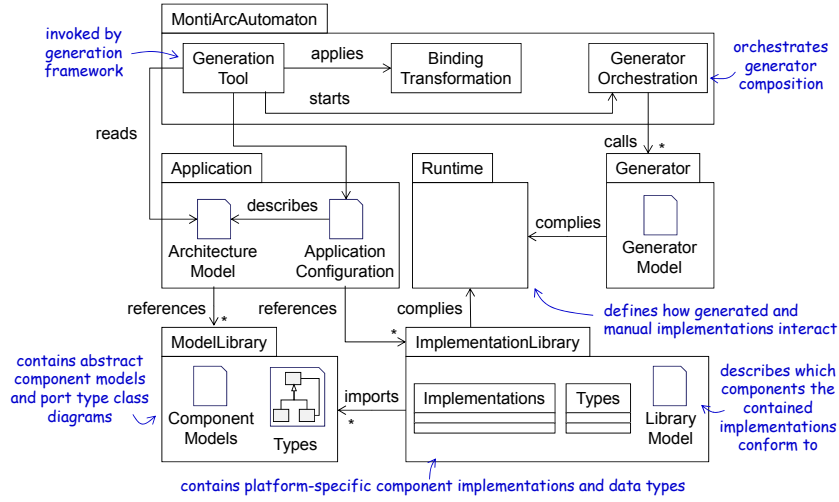 MontiArcAutomaton
invoked by
generation
framework
Generation
Tool
applies
Binding
Transformation
Generator
Orchestration
orchestrates
generator
composition
starts
reads
calls
*
Application
Runtime
Generator
describes
complies
Architecture
Model
Application
Configuration
Generator
Model
references
*
references
*
complies
defines how generated and
manual implementations interact
ModelLibrary
ImplementationLibrary
contains abstract
component models
and port type class
diagrams
Component
Models
Types
imports
*
Implementations
Types
Library
Model
describes which
components the
contained
implementations
conform to
contains platform-specific component implementations and data types